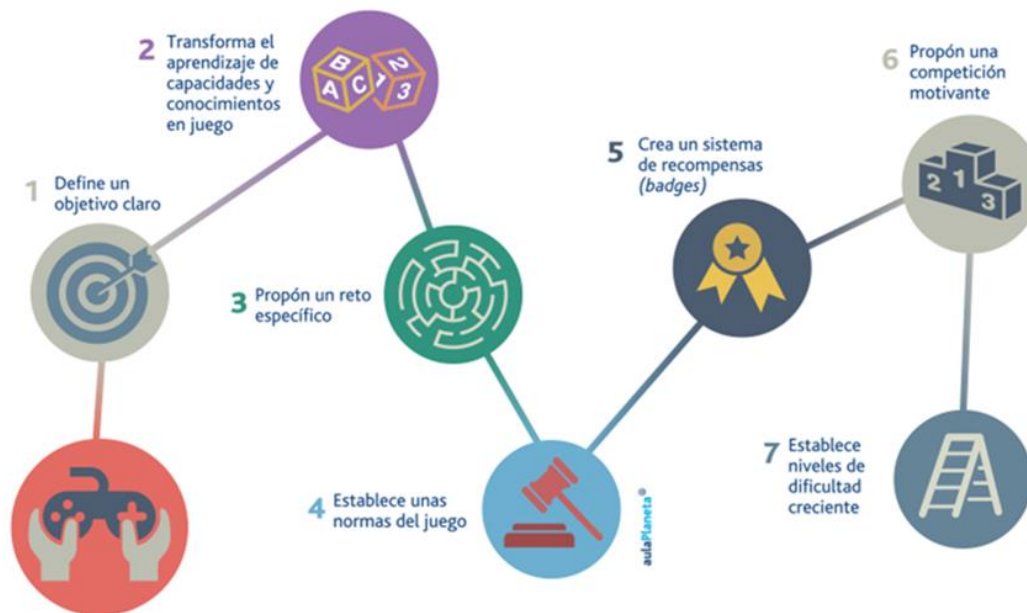 1 Define un
objetivo claro
2 Transforma el
aprendizaje de
capacidades y
conocimientos
en juego
B
A C 1 2
3
3 Propón un reto
específico
4 Establece unas
normas del juego
aulaPlaneta®
5 Crea un sistema
de recompensas
(badges)
6 Propón una
competición
motivante
2 1 3
7 Establece
niveles de
dificultad
creciente